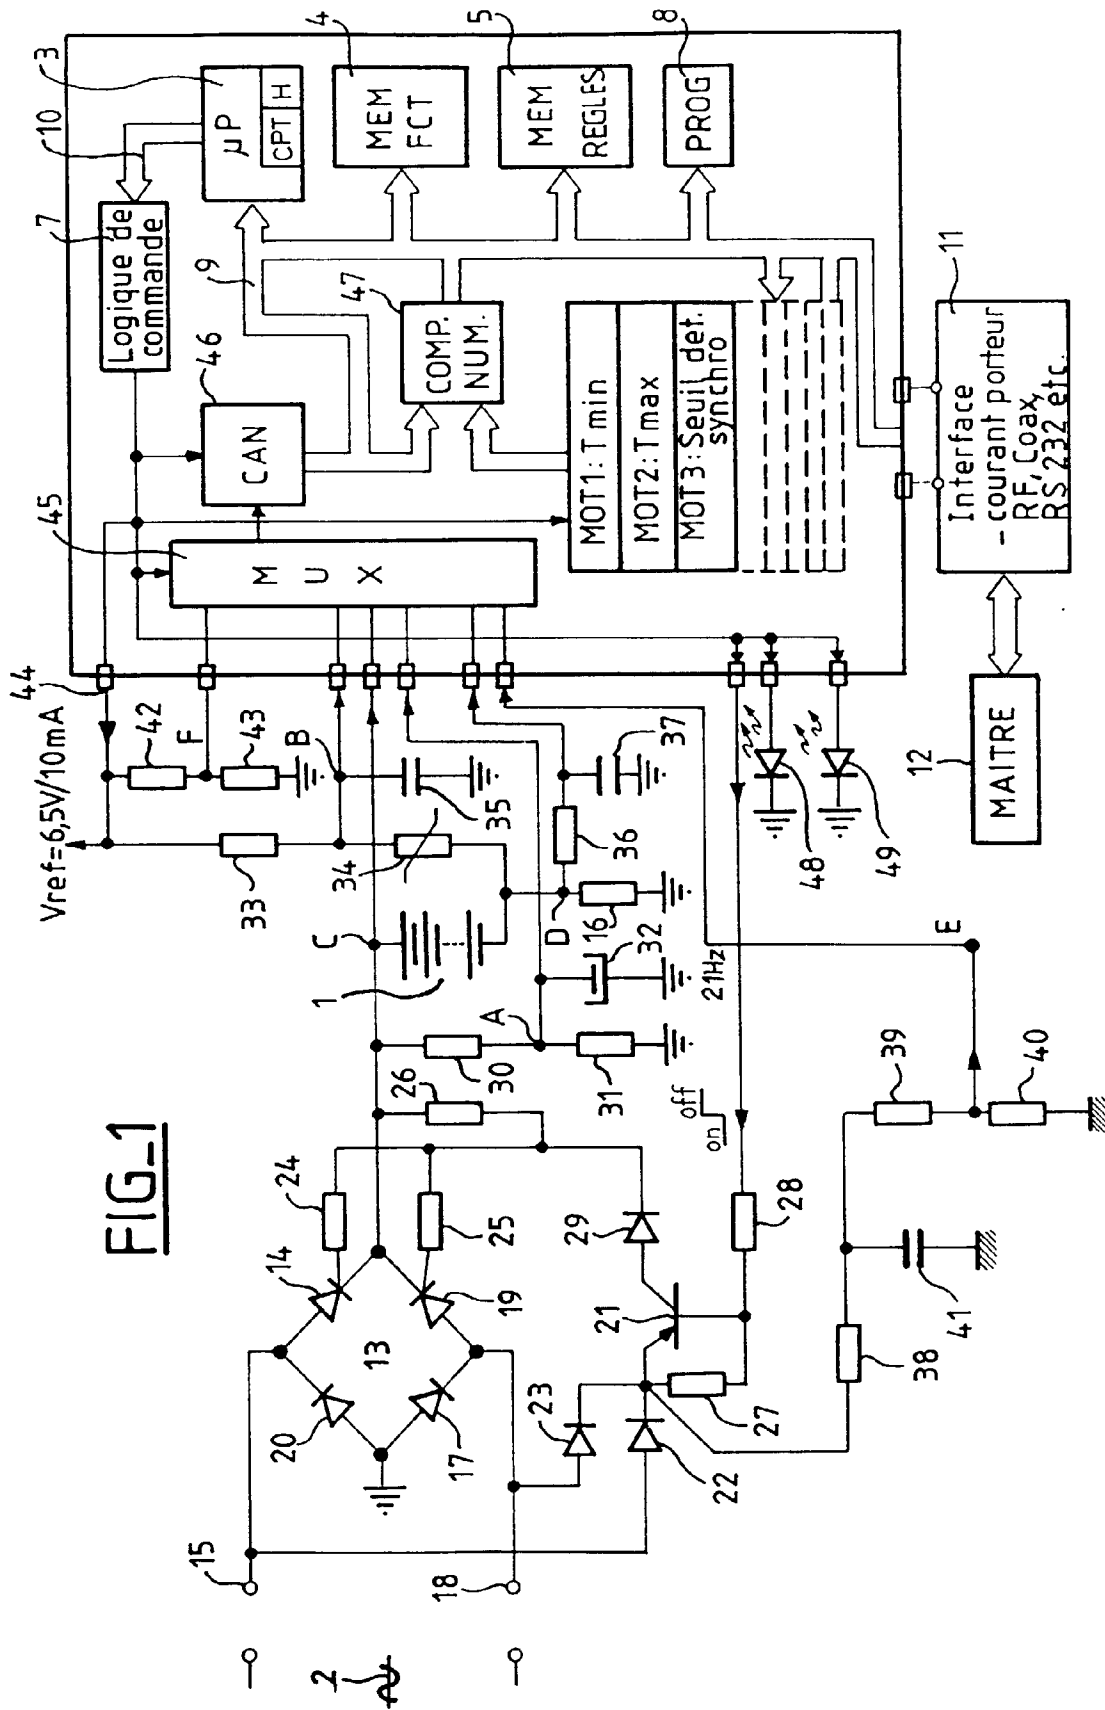 FIG_1
2
15
18
20
14
13
17
19
24
25
23
22
21
29
27
28
26
30
31
A
32
C
1
D
16
Vref=6,5V/10mA
33
34
B
35
36
37
42
F
43
44
off
on
21Hz
38
41
39
40
E
48
49
45
M
U
X
46
CAN
7
Logique de
commande
10
3
µP
CPT
H
9
47
COMP.
NUM.
4
MEM
FCT
5
MEM
REGLES
8
PROG
MOT1: Tmin
MOT2: Tmax
MOT3: Seuil det.
synchro
11
Interface
- courant porteur
RF, Coax,
RS 232 etc.
12
MAITRE